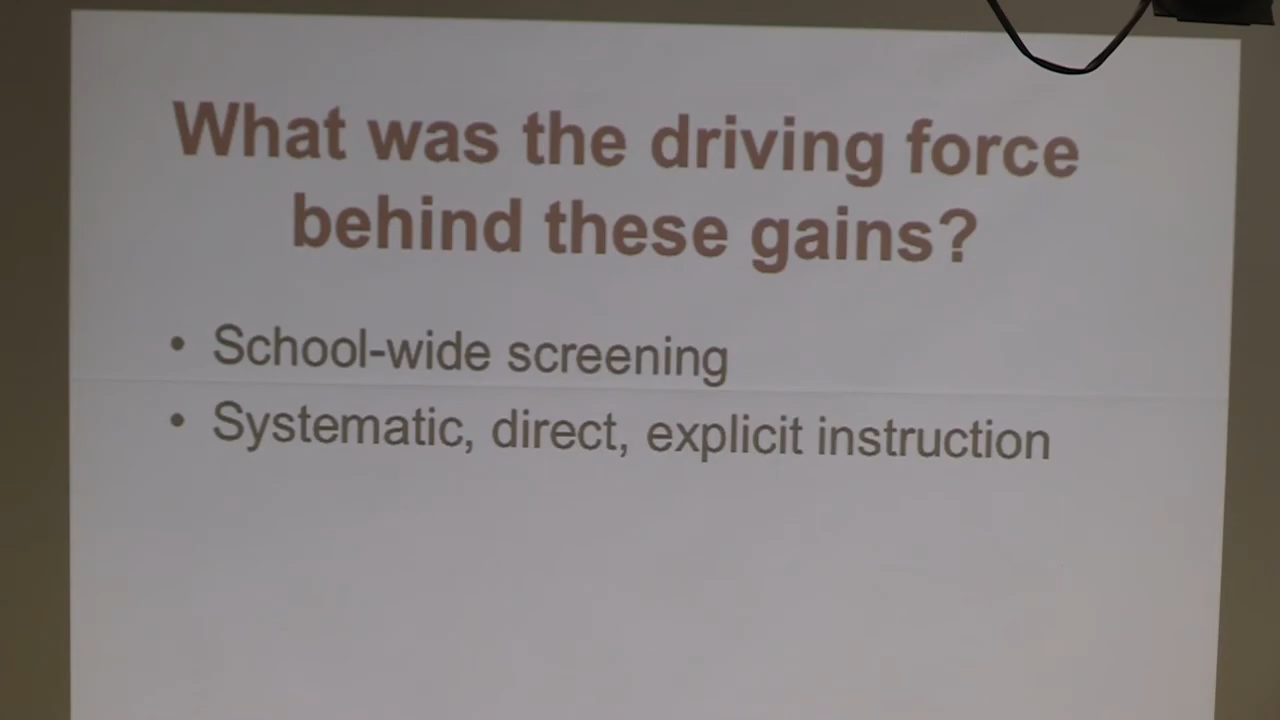 What was the driving force
behind these gains?
• School-wide screening
• Systematic, direct, explicit instruction